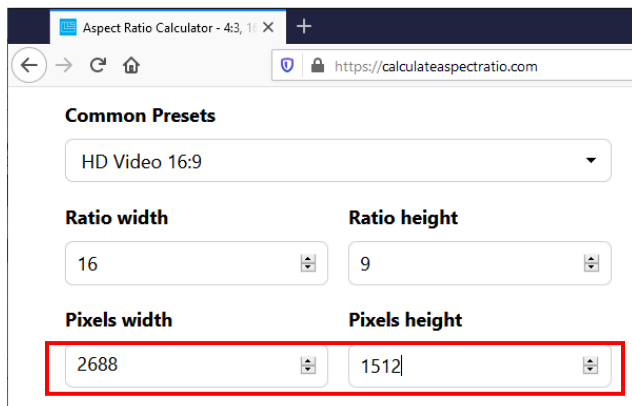 Aspect Ratio Calculator - 4:3, 1
https://calculateaspectratio.com
Common Presets
HD Video 16:9
Ratio width Ratio height
16 9
Pixels width Pixels height
2688 1512